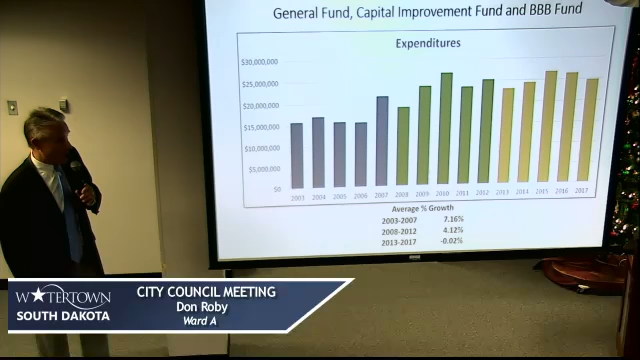 General Fund, Capital Improvement Fund and BBB Fund
Expenditures
$30,000,000
$25,000,000
$20,000,000
$15,000,000
$10,000,000
$5,000,000
$0
2003 2004 2005 2006 2007 2008 2009 2010 2011 2012 2013 2014 2015 2016 2017
Average % Growth
2003-2007 7.16%
2008-2012 4.12%
2013-2017 -0.02%
WATERTOWN
SOUTH DAKOTA
CITY COUNCIL MEETING
Don Roby
Ward A